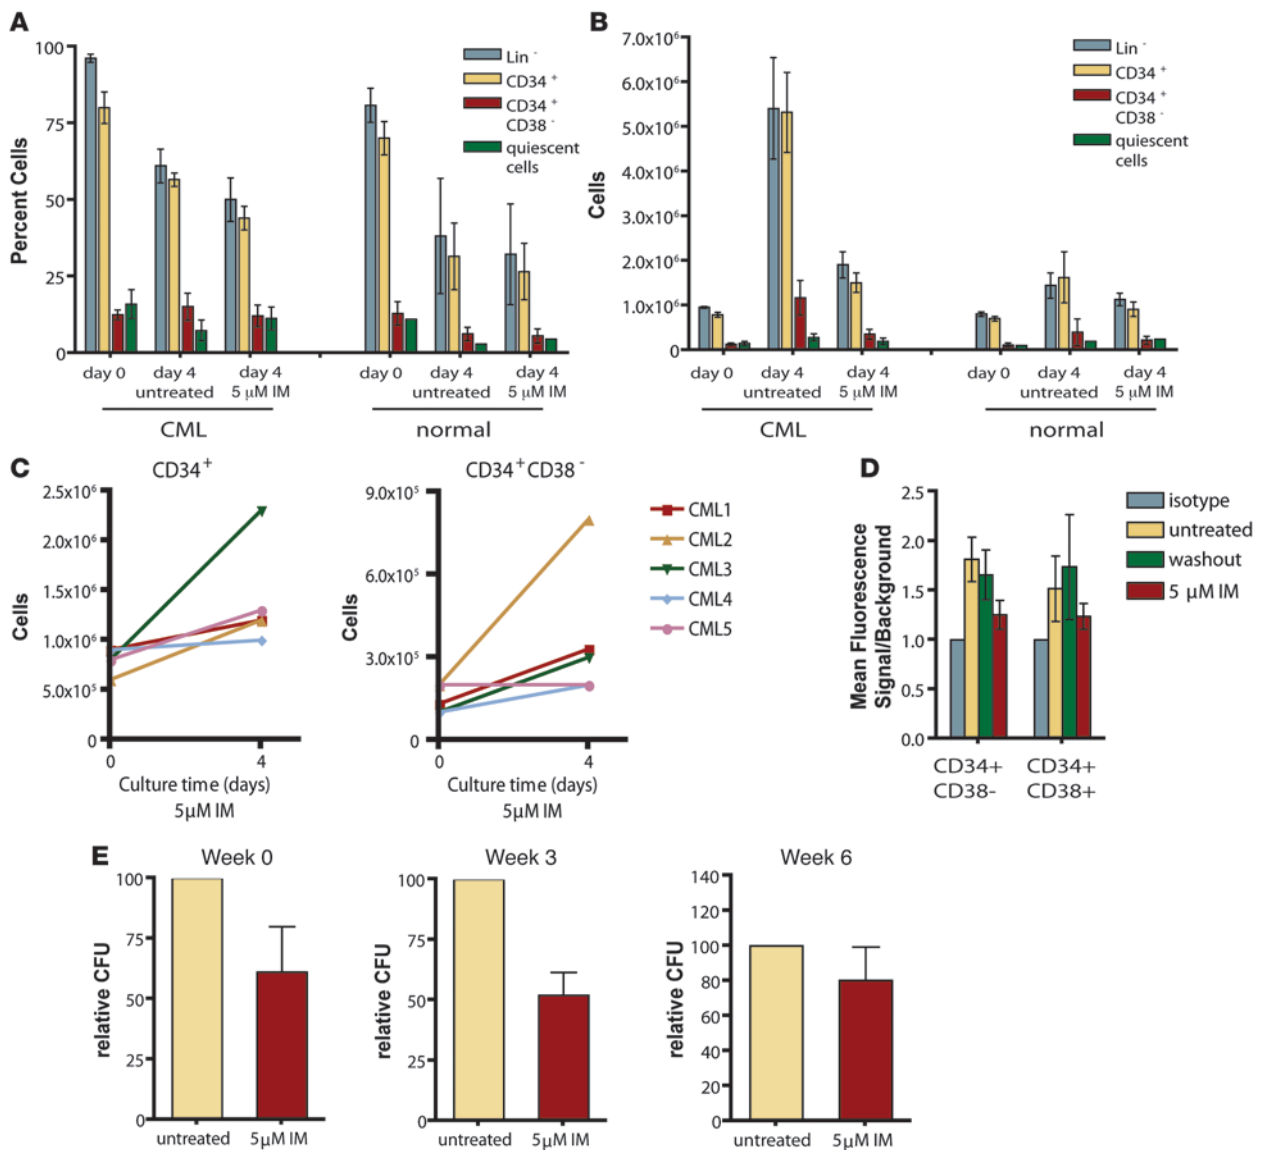 A
100
75
50
25
0
Percent Cells
Lin -
CD34 +
CD34 +
CD38 -
quiescent
cells
day 0
day 4
untreated
day 4
5 μM IM
day 0
day 4
untreated
day 4
5 μM IM
CML
normal
B
7.0x10⁶
6.0x10⁶
5.0x10⁶
4.0x10⁶
3.0x10⁶
2.0x10⁶
1.0x10⁶
0
Cells
Lin -
CD34 +
CD34 +
CD38 -
quiescent
cells
day 0
day 4
untreated
day 4
5 μM IM
day 0
day 4
untreated
day 4
5 μM IM
CML
normal
C
CD34+
2.5x10⁶
2.0x10⁶
1.5x10⁶
1.0x10⁶
5.0x10⁵
0
Cells
0
4
Culture time (days)
5μM IM
CD34+CD38 -
9.0x10⁵
6.0x10⁵
3.0x10⁵
0
Cells
0
4
Culture time (days)
5μM IM
CML1
CML2
CML3
CML4
CML5
D
2.5
2.0
1.5
1.0
0.5
0.0
Mean Fluorescence
Signal/Background
isotype
untreated
washout
5 μM IM
CD34+
CD38-
CD34+
CD38+
E
Week 0
100
75
50
25
0
relative CFU
untreated
5μM IM
Week 3
100
75
50
25
0
relative CFU
untreated
5μM IM
Week 6
140
120
100
80
60
40
20
0
relative CFU
untreated
5μM IM